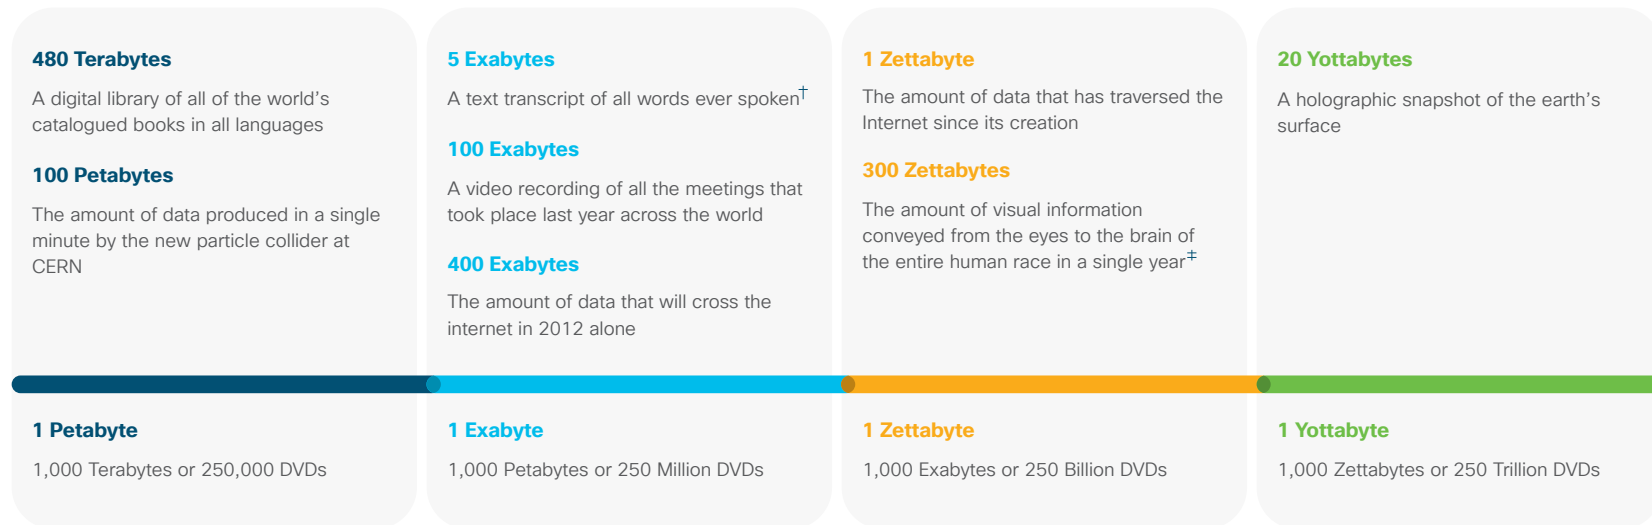 480 Terabytes
A digital library of all of the world's
catalogued books in all languages
100 Petabytes
The amount of data produced in a single
minute by the new particle collider at
CERN
1 Petabyte
1,000 Terabytes or 250,000 DVDs
5 Exabytes
A text transcript of all words ever spoken†
100 Exabytes
A video recording of all the meetings that
took place last year across the world
400 Exabytes
The amount of data that will cross the
internet in 2012 alone
1 Exabyte
1,000 Petabytes or 250 Million DVDs
1 Zettabyte
The amount of data that has traversed the
Internet since its creation
300 Zettabytes
The amount of visual information
conveyed from the eyes to the brain of
the entire human race in a single year‡
1 Zettabyte
1,000 Exabytes or 250 Billion DVDs
20 Yottabytes
A holographic snapshot of the earth's
surface
1 Yottabyte
1,000 Zettabytes or 250 Trillion DVDs